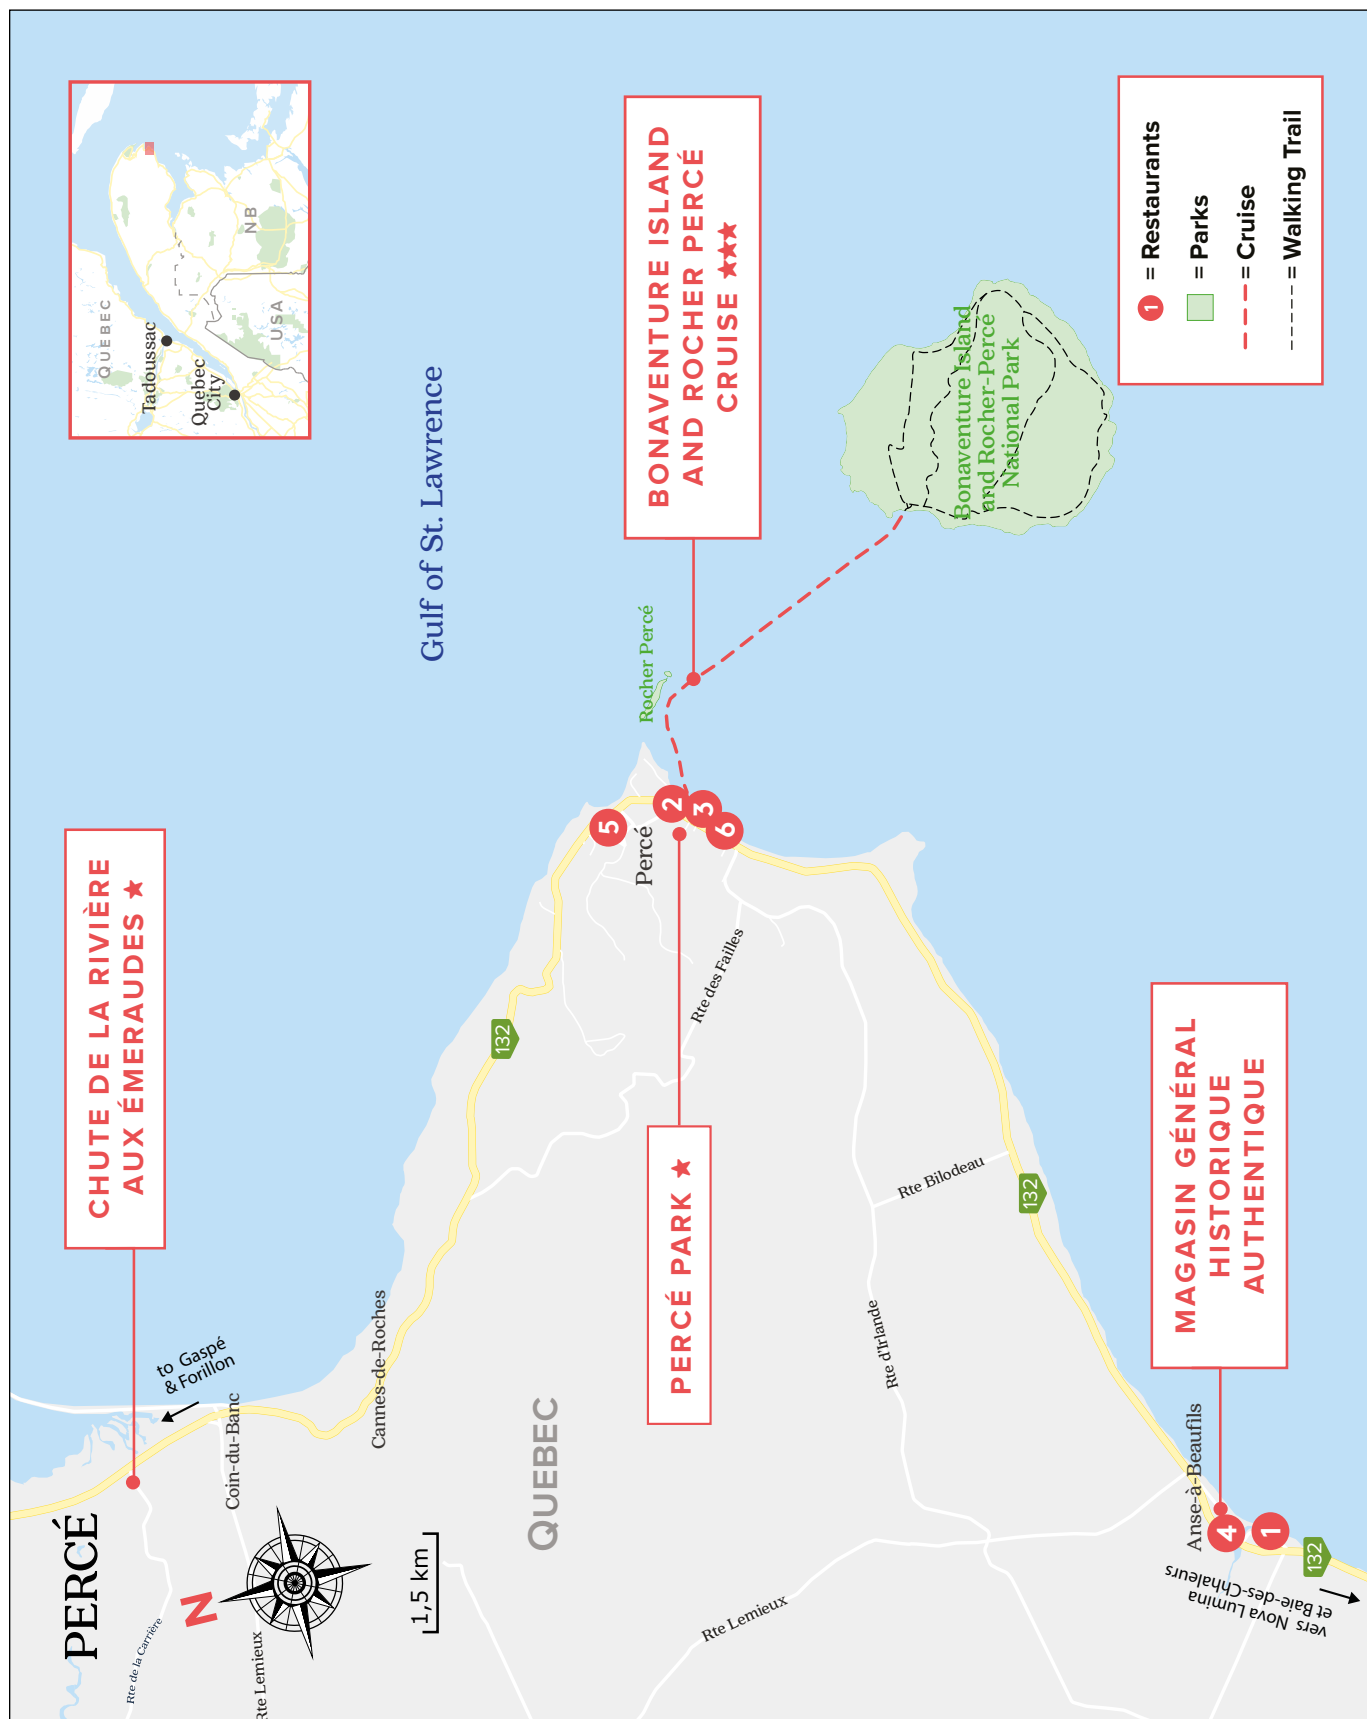 PERCÉ
N
1,5 km
Rte de la Carrière
Rte Lemieux
Coin-du-Banc
to Gaspé
& Forillon
CHUTE DE LA RIVIÈRE
AUX ÉMERAUDES ★
Cannes-de-Roches
132
QUEBEC
PERCÉ PARK ★
Percé
5
2
3
6
Rte des Failles
Rte Bilodeau
Rte d'Irlande
Rte Lemieux
132
Anse-à-Beaufils
4
1
132
vers Nova Lumina
et Baie-des-Chhaleurs
MAGASIN GÉNÉRAL
HISTORIQUE
AUTHENTIQUE
Rocher Percé
Gulf of St. Lawrence
BONAVENTURE ISLAND
AND ROCHER PERCÉ
CRUISE ★★★
Bonaventure Island
and Rocher-Perce
National Park
QUEBEC
Tadoussac
Quebec
City
USA
NB
1 = Restaurants
= Parks
= Cruise
= Walking Trail